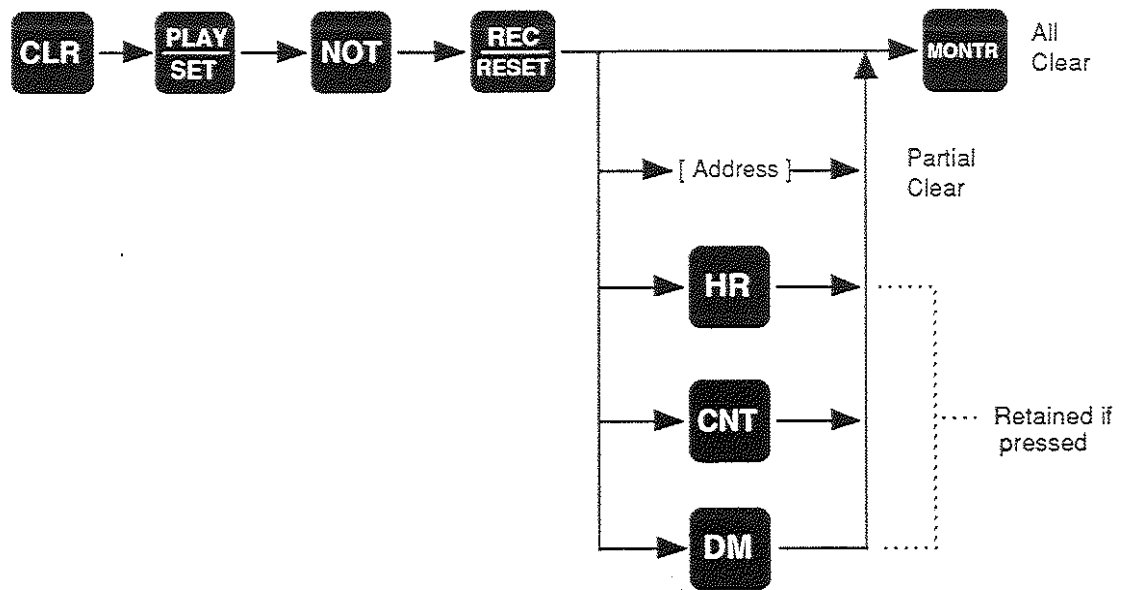 CLR
PLAY
SET
NOT
REC
RESET
MONTR
All
Clear
[ Address ]
Partial
Clear
HR
CNT
Retained if
pressed
DM